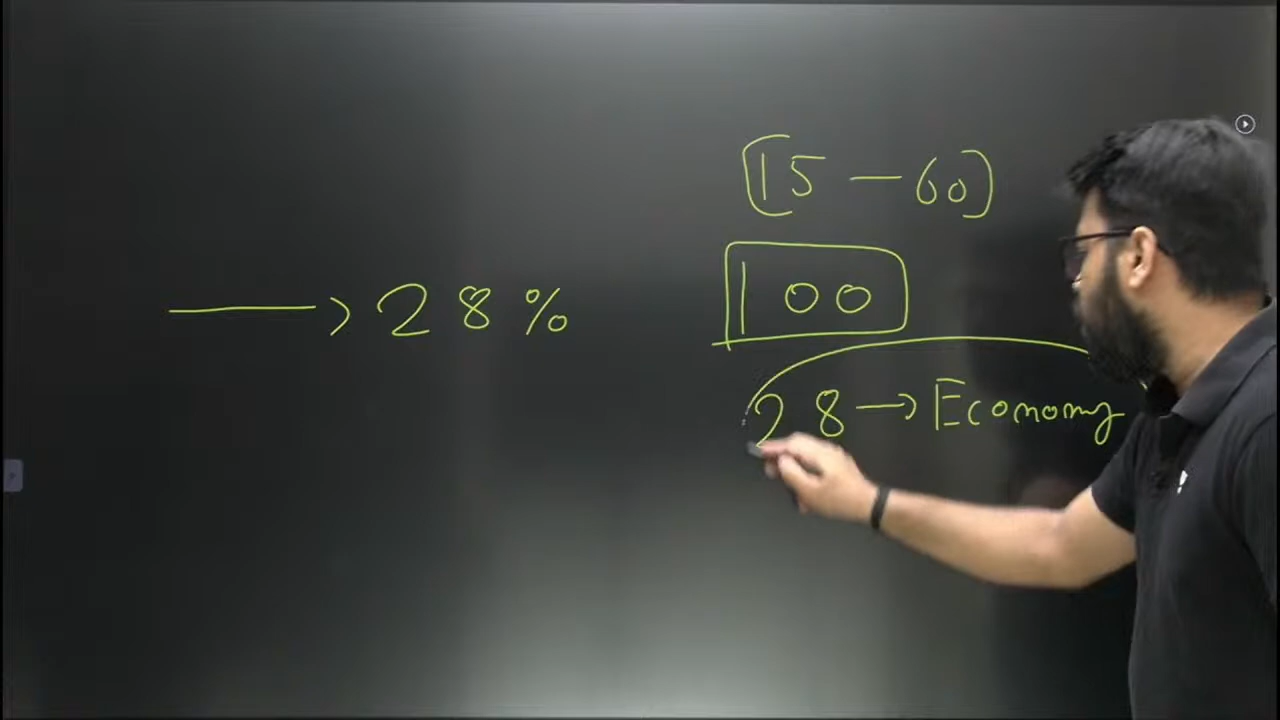 [15 — 60]
100
→ 28%
28 → Economy